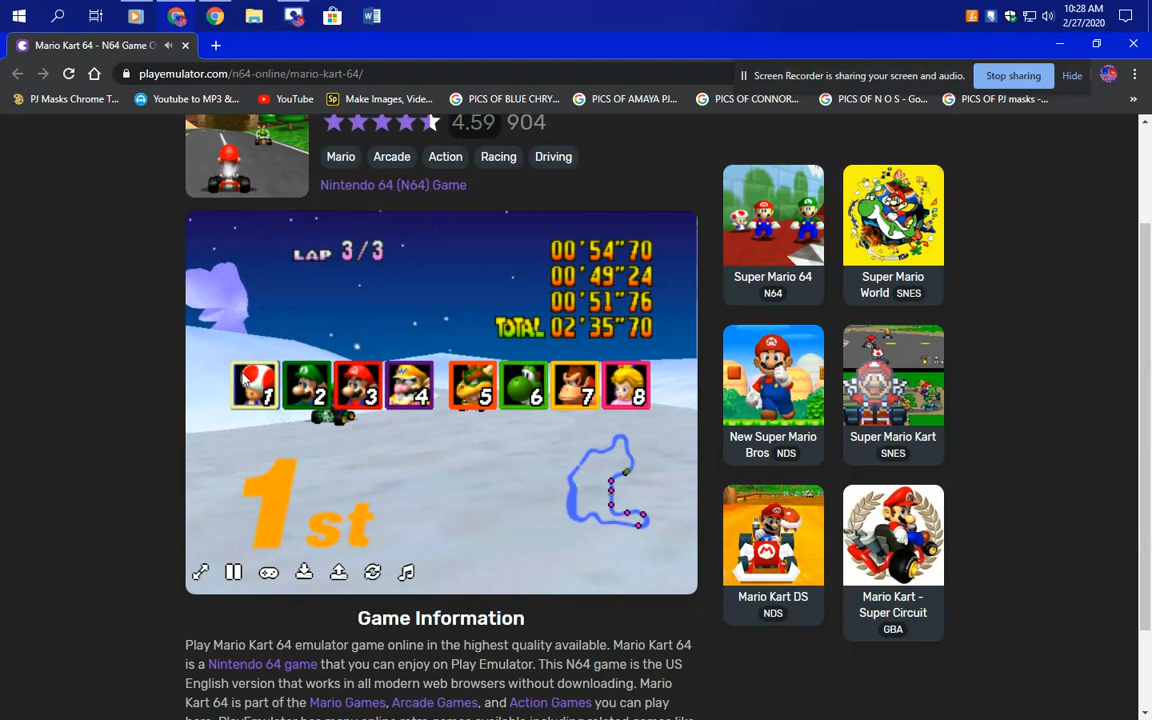 10:28 AM
2/27/2020
Mario Kart 64 - N64 Game O
playemulator.com/n64-online/mario-kart-64/
Screen Recorder is sharing your screen and audio.
Stop sharing
Hide
PJ Masks Chrome T...
Youtube to MP3 &...
YouTube
Sp Make Images, Vide...
PICS OF BLUE CHRY...
PICS OF AMAYA PJ...
PICS OF CONNOR...
PICS OF N O S - Go...
PICS OF PJ masks -...
4.59 904
Mario Arcade Action Racing Driving
Nintendo 64 (N64) Game
LAP 3/3
00'54"70
00'49"24
00'51"76
TOTAL 02'35"70
1 2 3 4 5 6 7 8
1st
Super Mario 64
N64
Super Mario
World SNES
New Super Mario
Bros NDS
Super Mario Kart
SNES
Mario Kart DS
NDS
Mario Kart -
Super Circuit
GBA
Game Information
Play Mario Kart 64 emulator game online in the highest quality available. Mario Kart 64
is a Nintendo 64 game that you can enjoy on Play Emulator. This N64 game is the US
English version that works in all modern web browsers without downloading. Mario
Kart 64 is part of the Mario Games, Arcade Games, and Action Games you can play